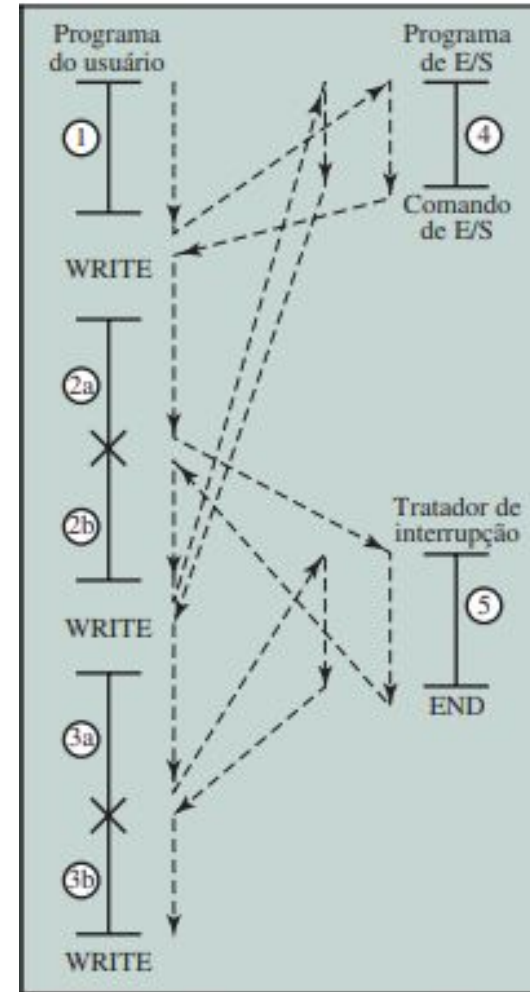 Programa
do usuário
1
WRITE
2a
2b
WRITE
3a
3b
WRITE
Programa
de E/S
4
Comando
de E/S
Tratador de
interrupção
5
END